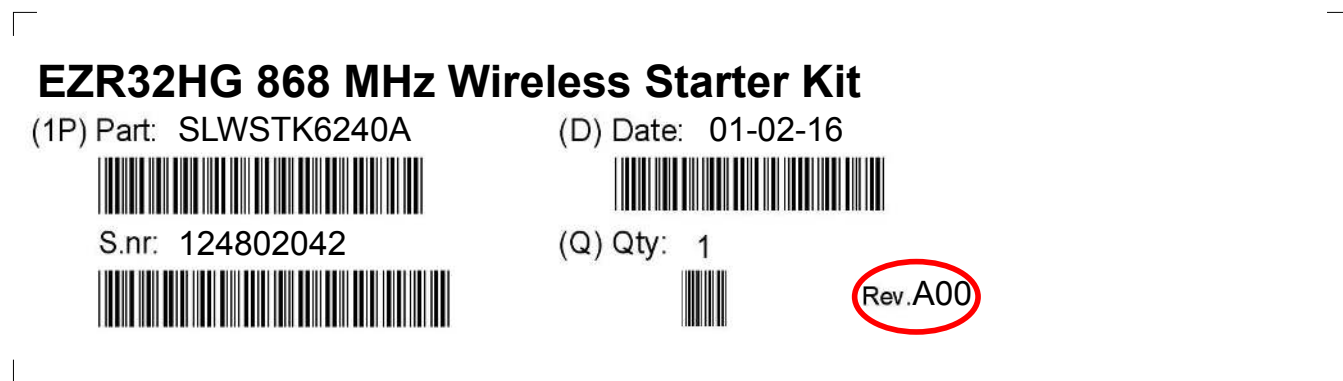 EZR32HG 868 MHz Wireless Starter Kit
(1P) Part: SLWSTK6240A (D) Date: 01-02-16
S.nr: 124802042 (Q) Qty: 1
Rev.A00